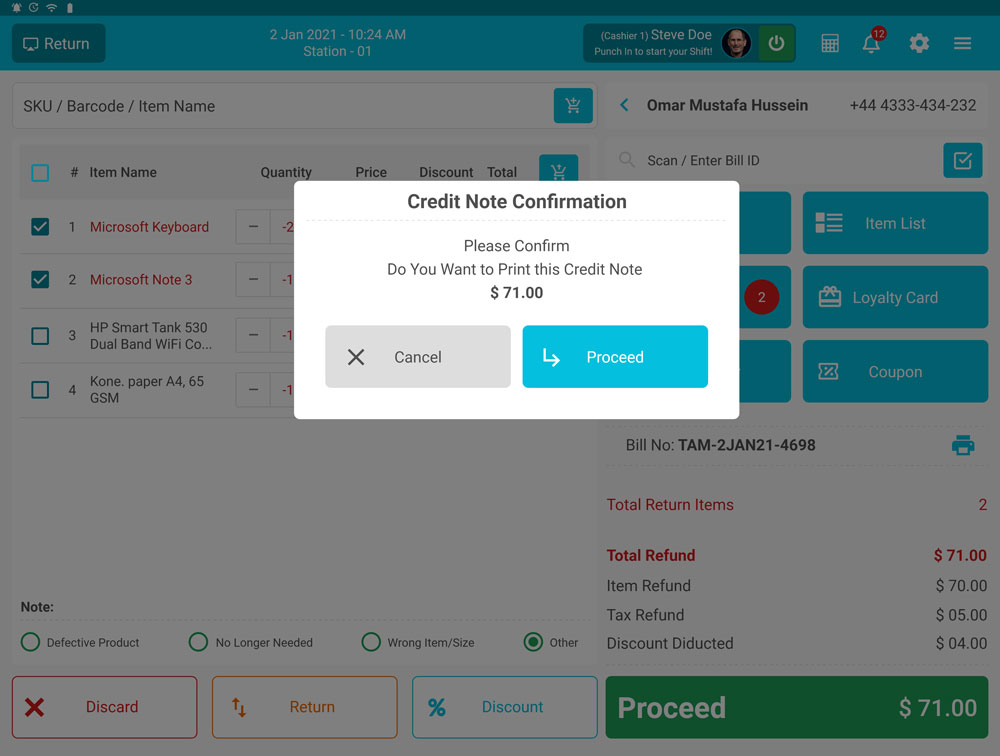 Return
2 Jan 2021 - 10:24 AM
Station - 01
(Cashier 1) Steve Doe
Punch In to start your Shift!
12
SKU / Barcode / Item Name
Omar Mustafa Hussein
+44 4333-434-232
Scan / Enter Bill ID
# Item Name Quantity Price Discount Total
1 Microsoft Keyboard − -2
2 Microsoft Note 3 − -1
3 HP Smart Tank 530
Dual Band WiFi Co... − -1
4 Kone. paper A4, 65
GSM − -1
Credit Note Confirmation
Please Confirm
Do You Want to Print this Credit Note
$ 71.00
Cancel
Proceed
Item List
2
Loyalty Card
Coupon
Bill No: TAM-2JAN21-4698
Total Return Items 2
Total Refund $ 71.00
Item Refund $ 70.00
Tax Refund $ 05.00
Discount Diducted $ 04.00
Note:
Defective Product
No Longer Needed
Wrong Item/Size
Other
Discard
Return
% Discount
Proceed $ 71.00